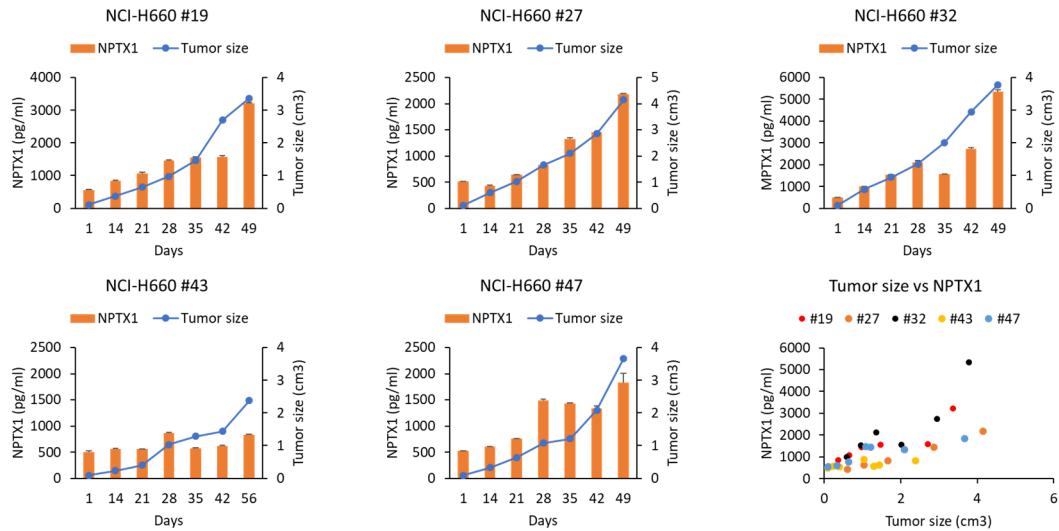 NCI-H660 #19
NPTX1 Tumor size
NPTX1 (pg/ml)
4000
3500
3000
2500
2000
1500
1000
500
0
4
3
2
1
0
Tumor size (cm3)
1 14 21 28 35 42 49
Days
NCI-H660 #27
NPTX1 Tumor size
NPTX1 (pg/ml)
2500
2000
1500
1000
500
0
5
4
3
2
1
0
Tumor size (cm3)
1 14 21 28 35 42 49
Days
NCI-H660 #32
NPTX1 Tumor size
MPTX1 (pg/ml)
6000
5000
4000
3000
2000
1000
0
4
3
2
1
0
Tumor size (cm3)
1 14 21 28 35 42 49
Days
NCI-H660 #43
NPTX1 Tumor size
NPTX1 (pg/ml)
2500
2000
1500
1000
500
0
4
3
2
1
0
Tumor size (cm3)
1 14 21 28 35 42 56
Days
NCI-H660 #47
NPTX1 Tumor size
NPTX1 (pg/ml)
2500
2000
1500
1000
500
0
4
3
2
1
0
Tumor size (cm3)
1 14 21 28 35 42 49
Days
Tumor size vs NPTX1
#19 #27 #32 #43 #47
NPTX1 (pg/ml)
6000
5000
4000
3000
2000
1000
0
0 2 4 6
Tumor size (cm3)